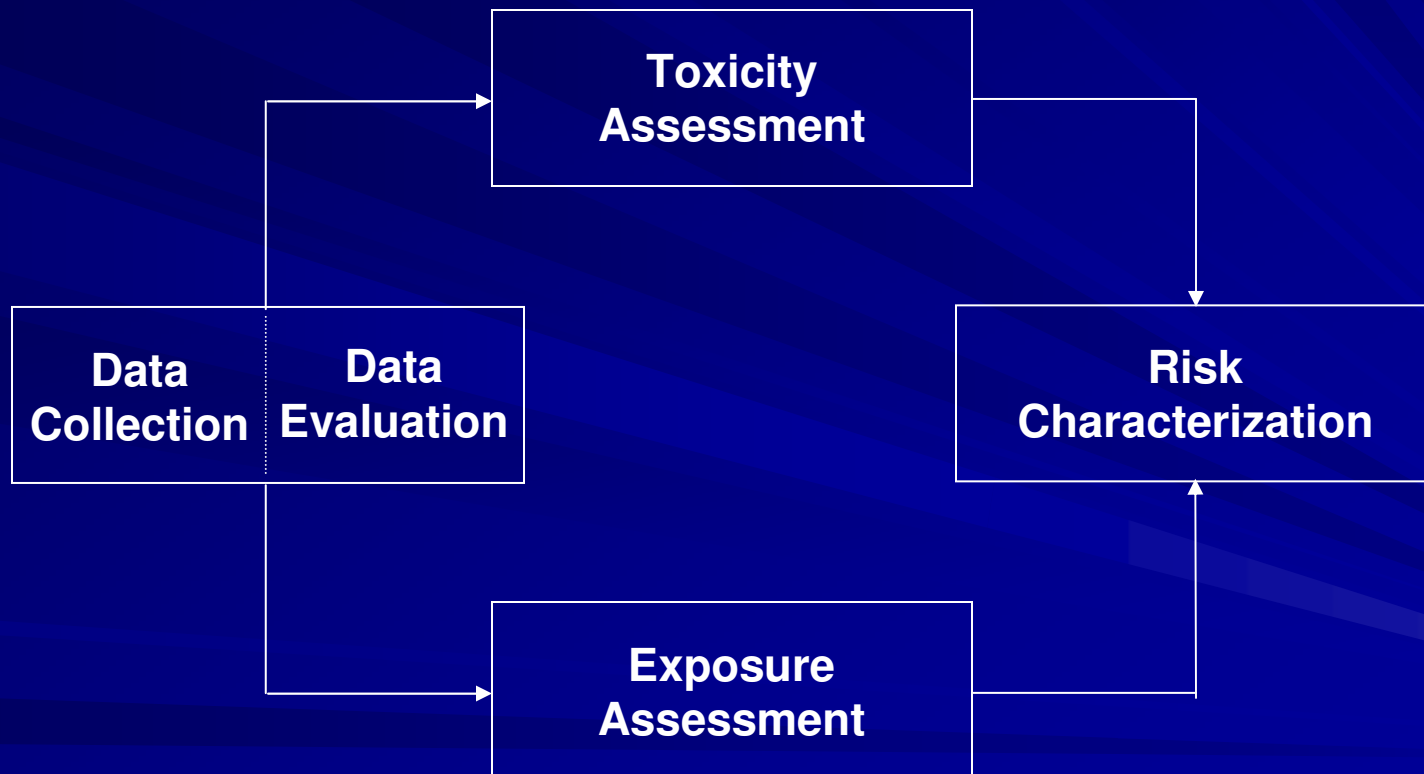 Toxicity
Assessment
Data
Collection
Data
Evaluation
Risk
Characterization
Exposure
Assessment